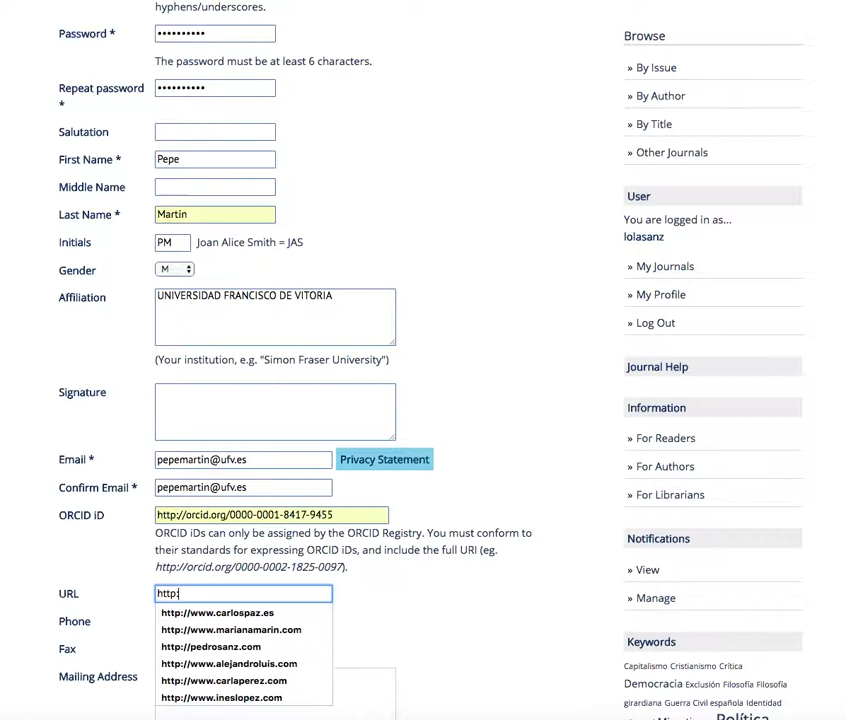 hyphens/underscores.
Password *
••••••••••
The password must be at least 6 characters.
Repeat password
*
••••••••••
Salutation
First Name *
Pepe
Middle Name
Last Name *
Martin
Initials
PM
Joan Alice Smith = JAS
Gender
M
Affiliation
UNIVERSIDAD FRANCISCO DE VITORIA
(Your institution, e.g. "Simon Fraser University")
Signature
Email *
pepemartin@ufv.es
Privacy Statement
Confirm Email *
pepemartin@ufv.es
ORCID iD
http://orcid.org/0000-0001-8417-9455
ORCID iDs can only be assigned by the ORCID Registry. You must conform to
their standards for expressing ORCID iDs, and include the full URI (eg.
http://orcid.org/0000-0002-1825-0097).
URL
http:
http://www.carlospaz.es
http://www.marianamarin.com
http://pedrosanz.com
http://www.alejandroluis.com
http://www.carlaperez.com
http://www.ineslopez.com
Phone
Fax
Mailing Address
Browse
» By Issue
» By Author
» By Title
» Other Journals
User
You are logged in as...
lolasanz
» My Journals
» My Profile
» Log Out
Journal Help
Information
» For Readers
» For Authors
» For Librarians
Notifications
» View
» Manage
Keywords
Capitalismo Cristianismo Crítica
Democracia Exclusión Filosofía Filosofía
girardiana Guerra Civil española Identidad
Política